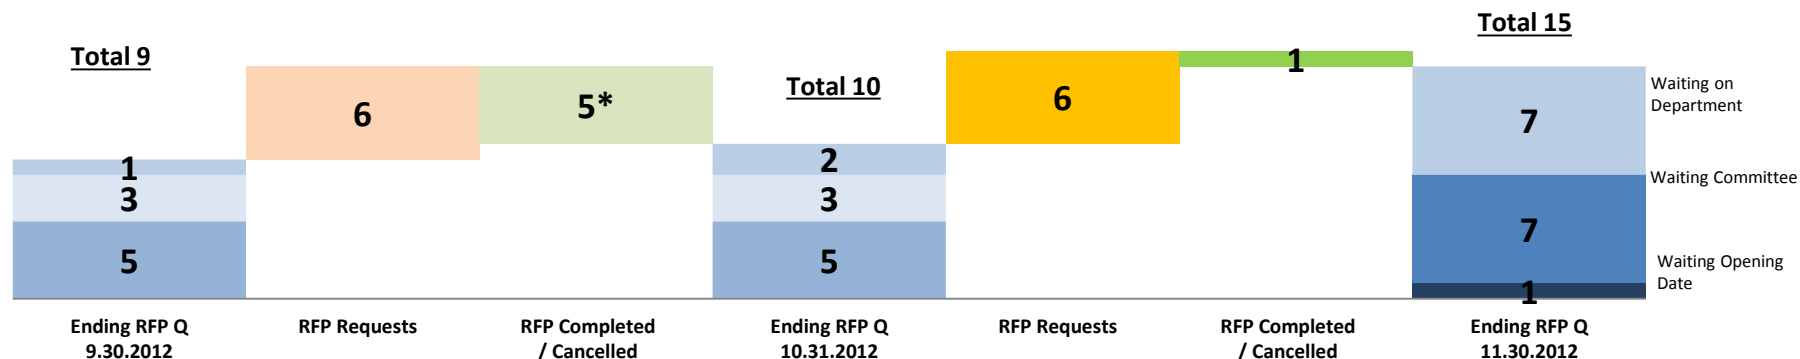 Total 9
1
3
5
6
5*
Total 10
2
3
5
6
1
Total 15
7
7
1
Waiting on
Department
Waiting Committee
Waiting Opening
Date
Ending RFP Q
9.30.2012
RFP Requests
RFP Completed
/ Cancelled
Ending RFP Q
10.31.2012
RFP Requests
RFP Completed
/ Cancelled
Ending RFP Q
11.30.2012